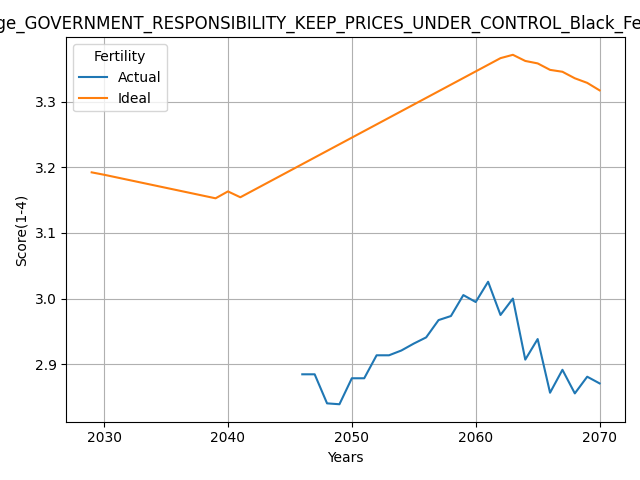 ge_GOVERNMENT_RESPONSIBILITY_KEEP_PRICES_UNDER_CONTROL_Black_Fe
Fertility
Actual
Ideal
3.3
3.2
3.1
3.0
2.9
Score(1-4)
2030 2040 2050 2060 2070
Years